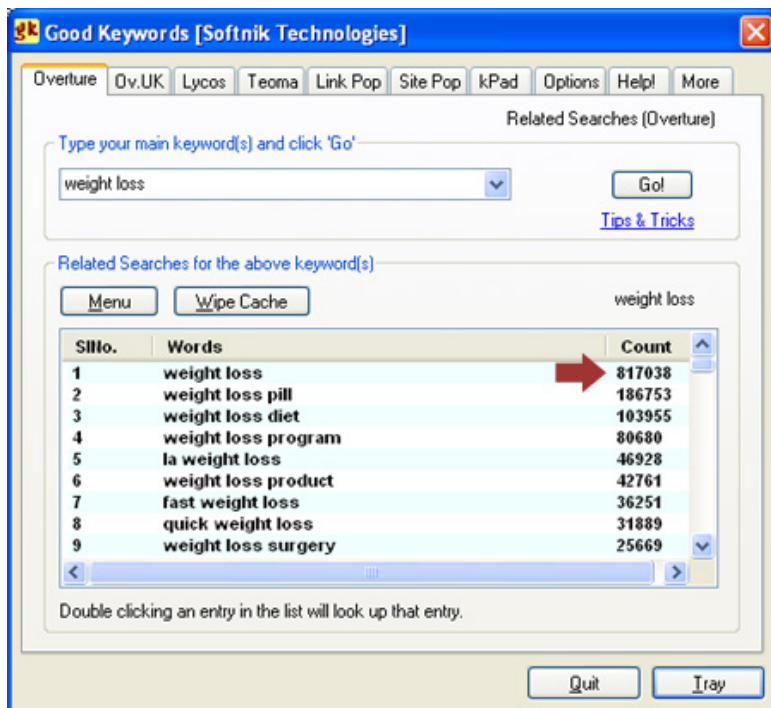 gk Good Keywords [Softnik Technologies]
Overture Ov.UK Lycos Teoma Link Pop Site Pop kPad Options Help! More
Related Searches (Overture)
Type your main keyword(s) and click 'Go'
weight loss Go!
Tips & Tricks
Related Searches for the above keyword(s)
Menu Wipe Cache weight loss
SlNo. Words Count
1 weight loss 817038
2 weight loss pill 186753
3 weight loss diet 103955
4 weight loss program 80680
5 la weight loss 46928
6 weight loss product 42761
7 fast weight loss 36251
8 quick weight loss 31889
9 weight loss surgery 25669
Double clicking an entry in the list will look up that entry.
Quit Tray